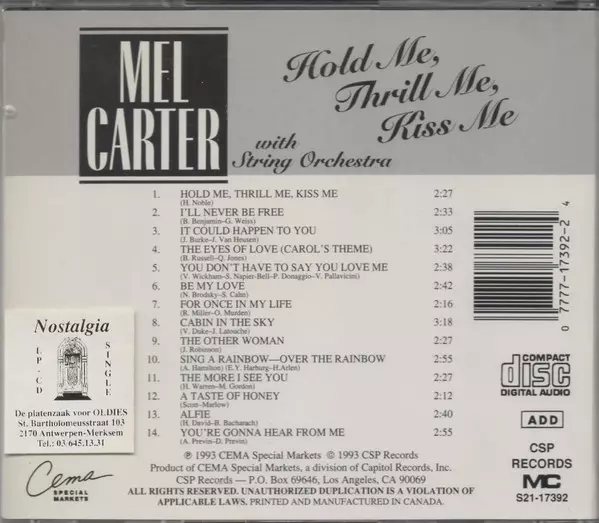 MEL
CARTER
Hold Me,
Thrill Me,
Kiss Me
with
String Orchestra
1. HOLD ME, THRILL ME, KISS ME 2:27
(H. Noble)
2. I'LL NEVER BE FREE 2:33
(B. Benjamin-G. Weiss)
3. IT COULD HAPPEN TO YOU 3:05
(J. Burke-J. Van Heusen)
4. THE EYES OF LOVE (CAROL'S THEME) 3:22
(B. Russell-Q. Jones)
5. YOU DON'T HAVE TO SAY YOU LOVE ME 2:38
(V. Wickham-S. Napier-Bell-P. Donaggio-V. Pallavicini)
6. BE MY LOVE 2:42
(N. Brodsky-S. Cahn)
7. FOR ONCE IN MY LIFE 2:16
(R. Miller-O. Murden)
8. CABIN IN THE SKY 3:18
(V. Duke-J. Latouche)
9. THE OTHER WOMAN 2:55
(J. Robinson)
10. SING A RAINBOW—OVER THE RAINBOW 2:55
(A. Hamilton) (E.Y. Harburg-H.Arlen)
11. THE MORE I SEE YOU 2:27
(H. Warren-M. Gordon)
12. A TASTE OF HONEY 2:12
(Scott-Marlow)
13. ALFIE 2:40
(H. David-B. Bacharach)
14. YOU'RE GONNA HEAR FROM ME 2:55
(A. Previn-D. Previn)
℗ 1993 CEMA Special Markets © 1993 CSP Records
Product of CEMA Special Markets, a division of Capitol Records, Inc.
CSP Records — P.O. Box 69646, Los Angeles, CA 90069
ALL RIGHTS RESERVED. UNAUTHORIZED DUPLICATION IS A VIOLATION OF
APPLICABLE LAWS. PRINTED AND MANUFACTURED IN CANADA.
Nostalgia
LP-CD
SINGLE
De platenzaak voor OLDIES
St. Bartholomeusstraat 103
2170 Antwerpen-Merksem
Tel.: 03.645.13.31
Cema
SPECIAL
MARKETS
0 7777-17392-2 4
COMPACT
disc
DIGITAL AUDIO
ADD
CSP
RECORDS
MC
S21-17392